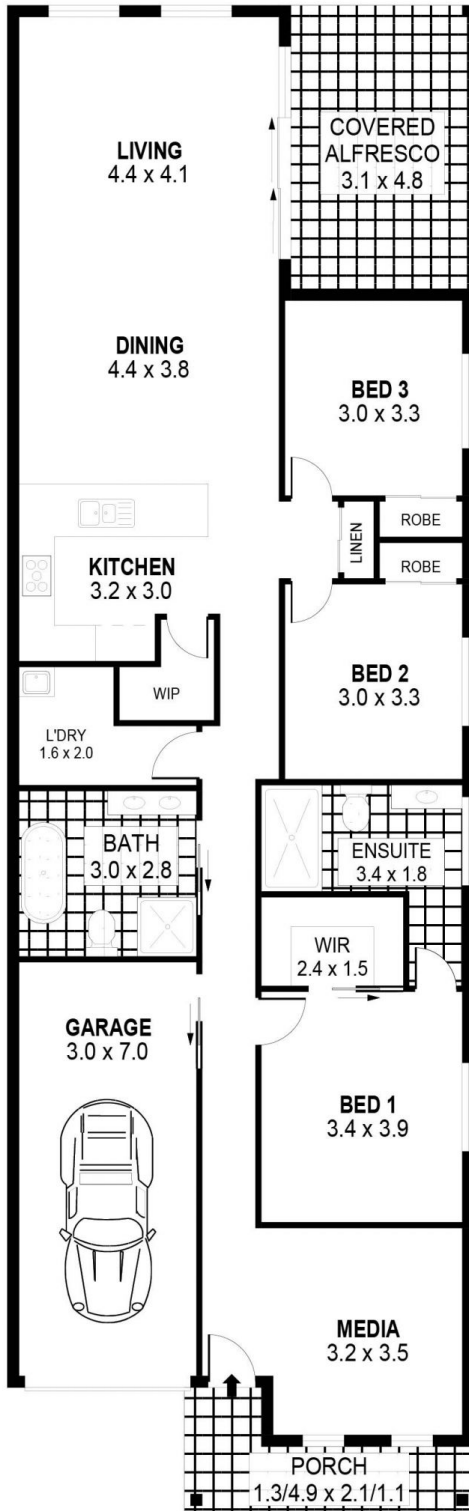 LIVING
4.4 x 4.1
COVERED
ALFRESCO
3.1 x 4.8
DINING
4.4 x 3.8
BED 3
3.0 x 3.3
ROBE
LINEN
ROBE
KITCHEN
3.2 x 3.0
WIP
BED 2
3.0 x 3.3
L'DRY
1.6 x 2.0
BATH
3.0 x 2.8
ENSUITE
3.4 x 1.8
WIR
2.4 x 1.5
GARAGE
3.0 x 7.0
BED 1
3.4 x 3.9
MEDIA
3.2 x 3.5
PORCH
1.3/4.9 x 2.1/1.1